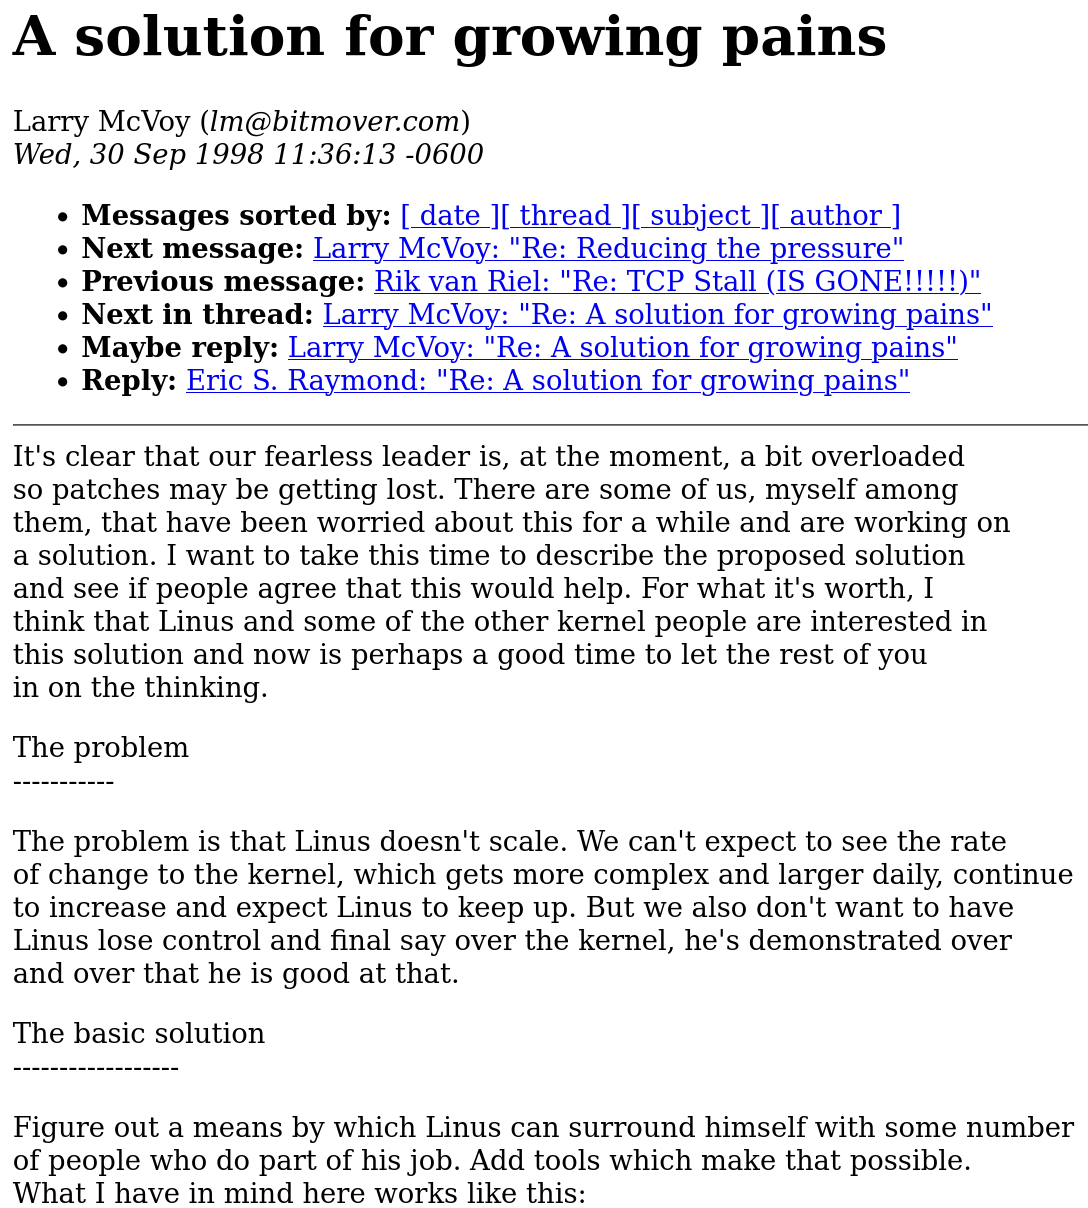 A solution for growing pains
Larry McVoy (lm@bitmover.com)
Wed, 30 Sep 1998 11:36:13 -0600
• Messages sorted by: [ date ][ thread ][ subject ][ author ]
• Next message: Larry McVoy: "Re: Reducing the pressure"
• Previous message: Rik van Riel: "Re: TCP Stall (IS GONE!!!!!)"
• Next in thread: Larry McVoy: "Re: A solution for growing pains"
• Maybe reply: Larry McVoy: "Re: A solution for growing pains"
• Reply: Eric S. Raymond: "Re: A solution for growing pains"
It's clear that our fearless leader is, at the moment, a bit overloaded
so patches may be getting lost. There are some of us, myself among
them, that have been worried about this for a while and are working on
a solution. I want to take this time to describe the proposed solution
and see if people agree that this would help. For what it's worth, I
think that Linus and some of the other kernel people are interested in
this solution and now is perhaps a good time to let the rest of you
in on the thinking.
The problem
-----------
The problem is that Linus doesn't scale. We can't expect to see the rate
of change to the kernel, which gets more complex and larger daily, continue
to increase and expect Linus to keep up. But we also don't want to have
Linus lose control and final say over the kernel, he's demonstrated over
and over that he is good at that.
The basic solution
------------------
Figure out a means by which Linus can surround himself with some number
of people who do part of his job. Add tools which make that possible.
What I have in mind here works like this: